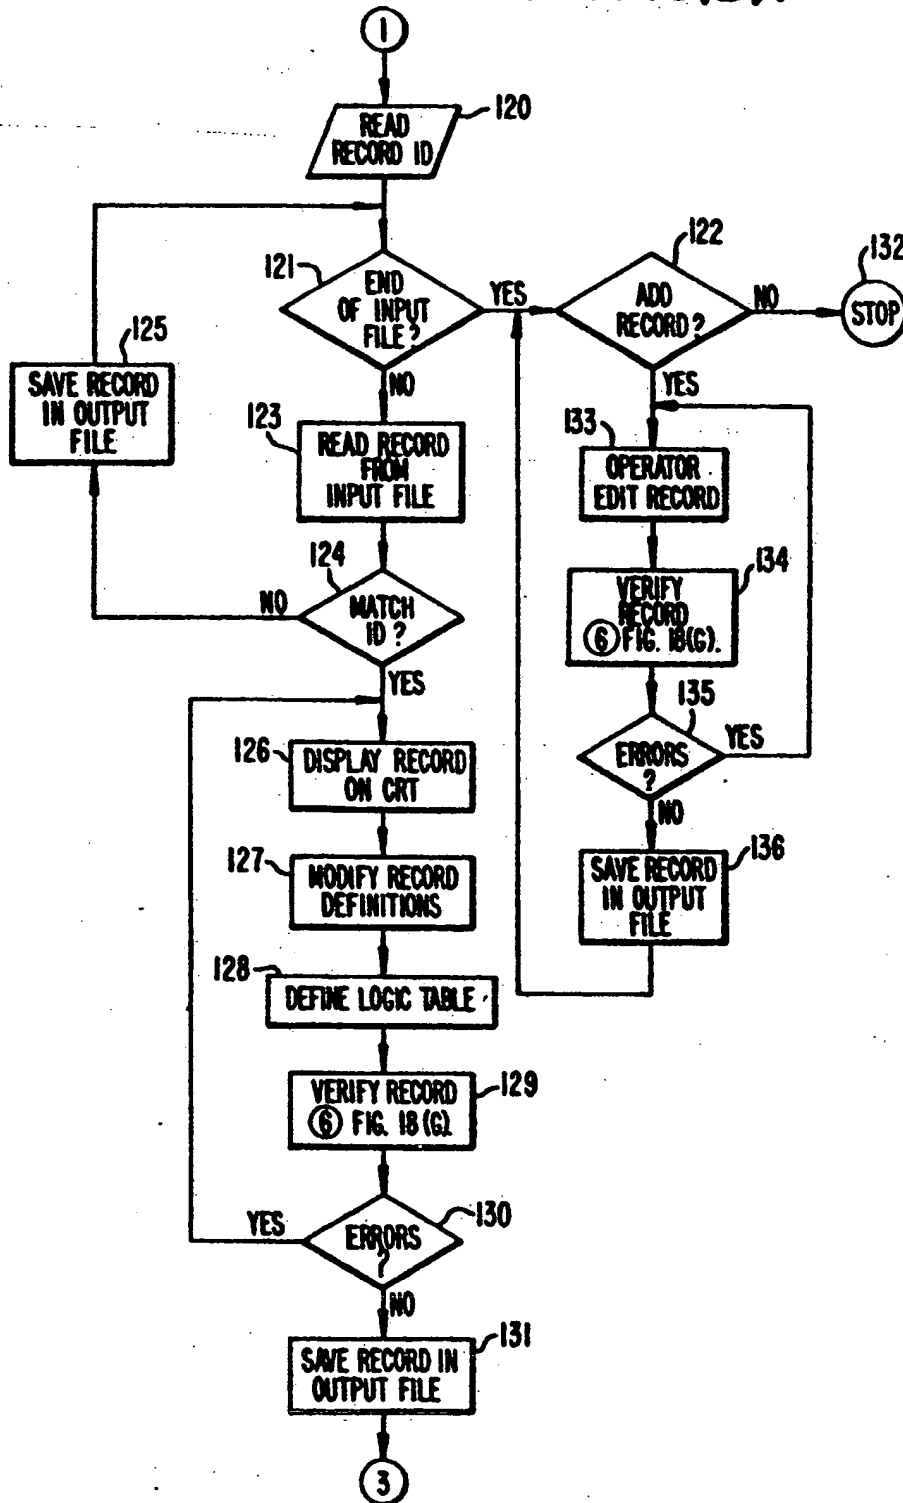 1
120
READ
RECORD ID
121
END
OF INPUT
FILE?
YES
122
ADD
RECORD?
NO
132
STOP
125
SAVE RECORD
IN OUTPUT
FILE
NO
YES
123
READ RECORD
FROM
INPUT FILE
133
OPERATOR
EDIT RECORD
124
MATCH
ID?
NO
YES
134
VERIFY
RECORD
6 FIG. 18(G).
135
ERRORS
?
YES
NO
126
DISPLAY RECORD
ON CRT
127
MODIFY RECORD
DEFINITIONS
136
SAVE RECORD
IN OUTPUT
FILE
128
DEFINE LOGIC TABLE
129
VERIFY RECORD
6 FIG. 18(G)
130
ERRORS
?
YES
NO
131
SAVE RECORD IN
OUTPUT FILE
3